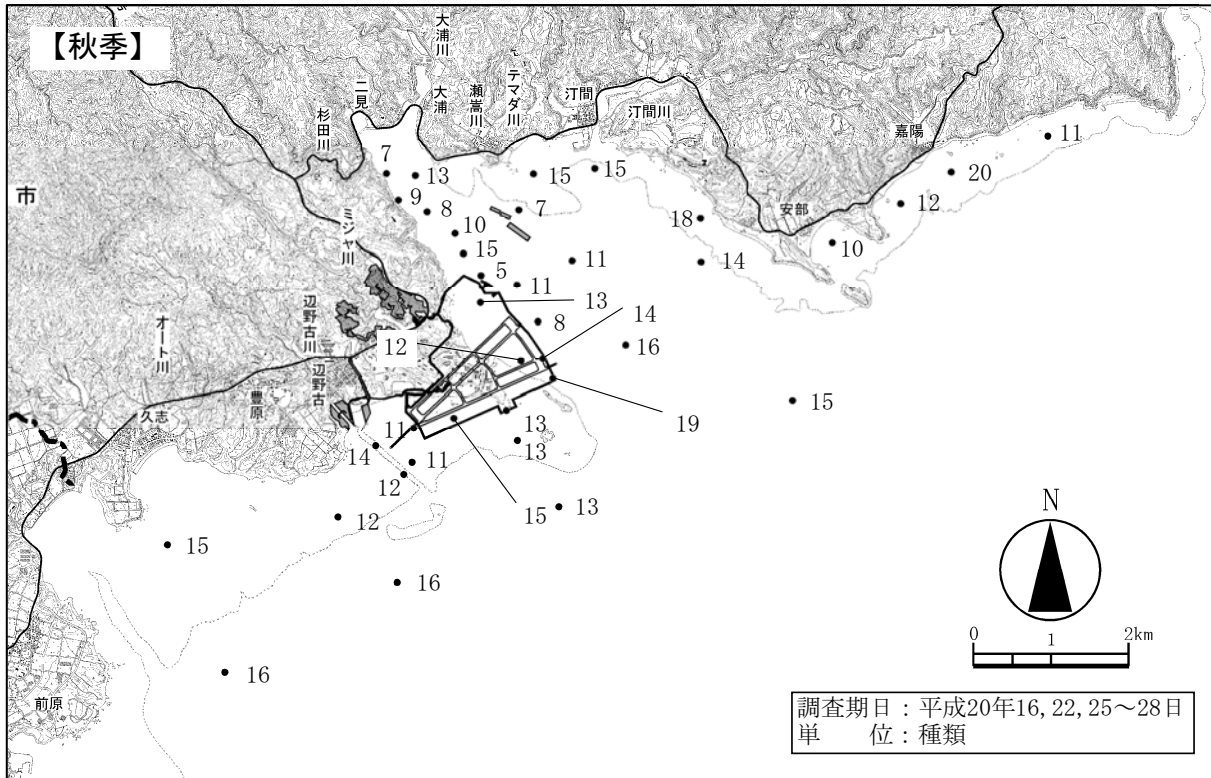 【秋季】
大浦川
二見
大浦
瀬嵩川
テマダ川
汀間
汀間川
杉田川
嘉陽
11
20
7
13
15
15
市
9
8
7
18
安部
12
ミジャ川
10
10
15
14
5
11
11
13
14
8
辺野古川
オート川
12
16
辺野古
豊原
15
19
久志
11
13
13
14
11
12
15
13
12
15
16
16
前原
N
0
1
2km
調査期日：平成20年16, 22, 25～28日
単　　位：種類